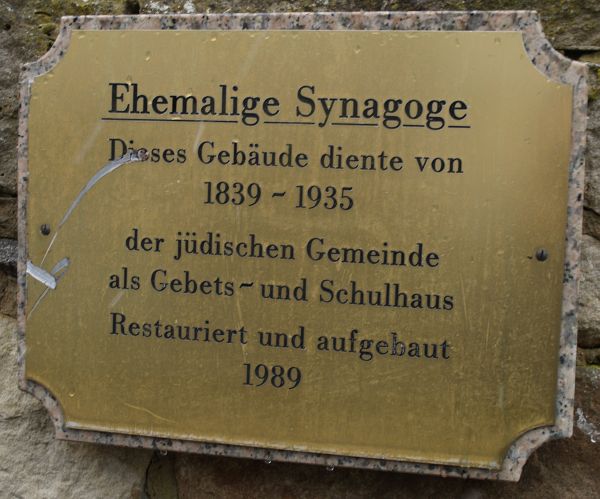 Ehemalige Synagoge
Dieses Gebäude diente von
1839 ~ 1935
der jüdischen Gemeinde
als Gebets~und Schulhaus
Restauriert und aufgebaut
1989